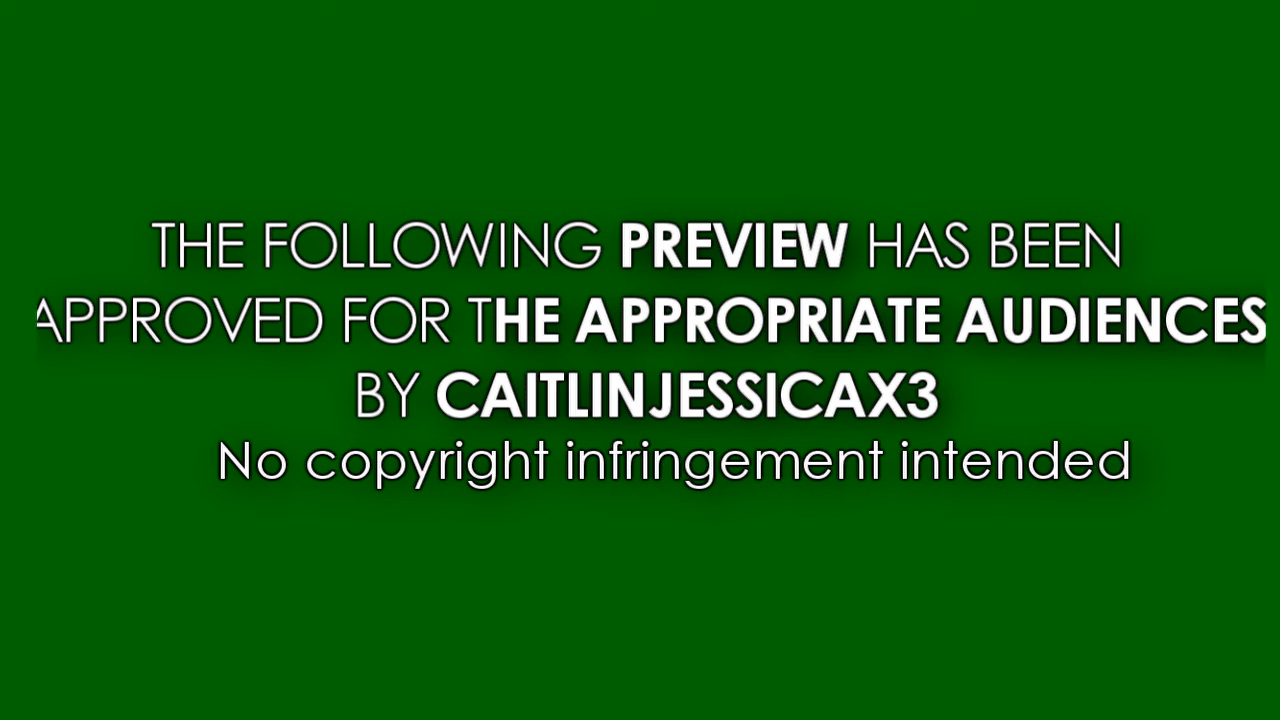 THE FOLLOWING PREVIEW HAS BEEN
APPROVED FOR THE APPROPRIATE AUDIENCES
BY CAITLINJESSICAX3
No copyright infringement intended